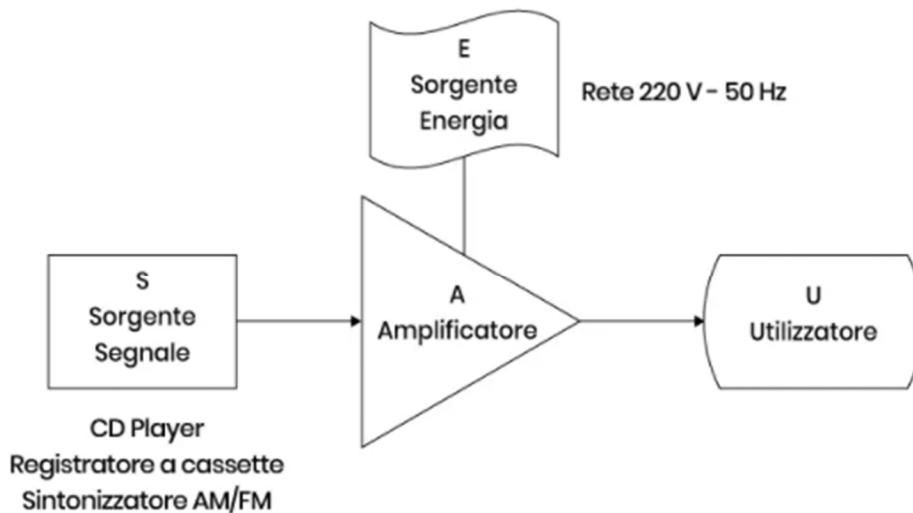 E
Sorgente
Energia
Rete 220 V - 50 Hz
S
Sorgente
Segnale
A
Amplificatore
U
Utilizzatore
CD Player
Registratore a cassette
Sintonizzatore AM/FM